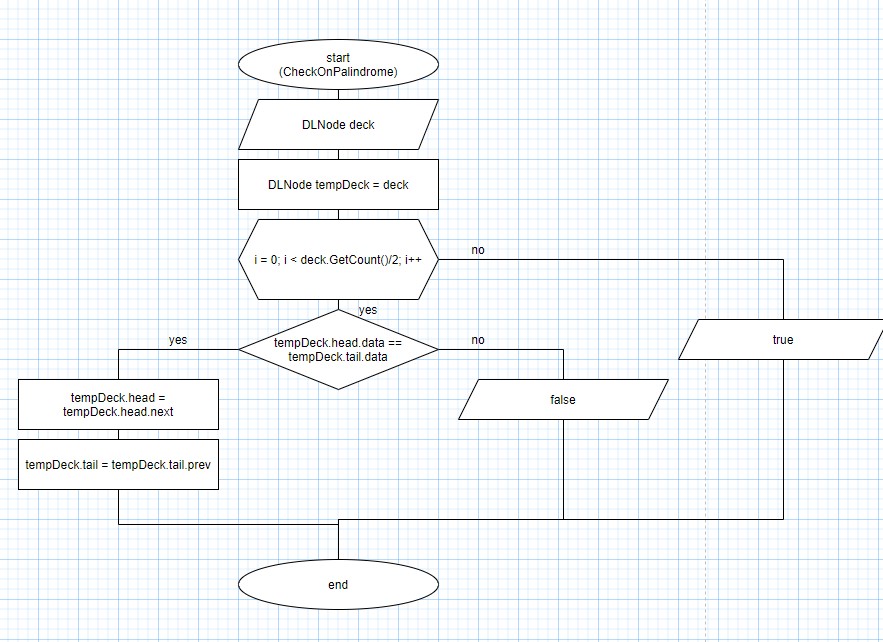 start
(CheckOnPalindrome)
DLNode deck
DLNode tempDeck = deck
i = 0; i < deck.GetCount()/2; i++
no
yes
tempDeck.head.data ==
tempDeck.tail.data
yes
no
true
tempDeck.head =
tempDeck.head.next
false
tempDeck.tail = tempDeck.tail.prev
end